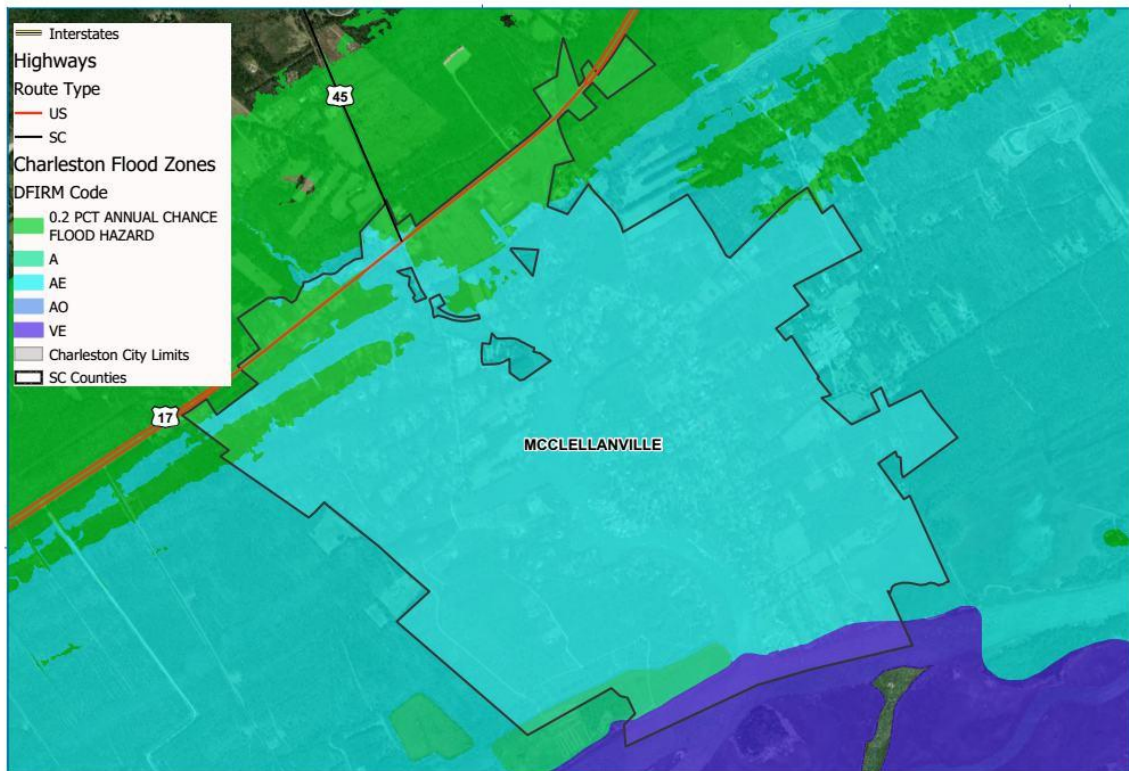 Interstates
Highways
Route Type
US
SC
Charleston Flood Zones
DFIRM Code
0.2 PCT ANNUAL CHANCE
FLOOD HAZARD
A
AE
AO
VE
Charleston City Limits
SC Counties
45
17
MCCLELLANVILLE